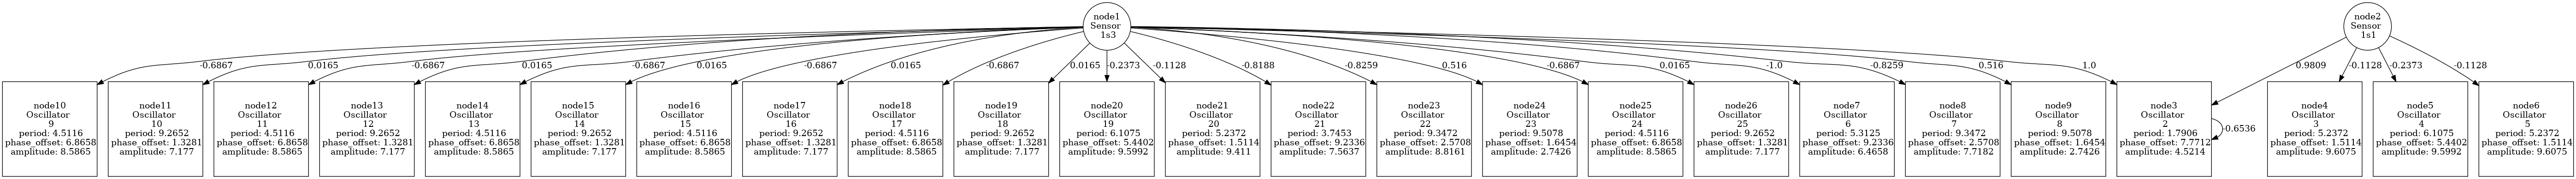 node1
Sensor
1s3
node2
Sensor
1s1
-0.6867
0.0165
-0.6867
0.0165
-0.6867
0.0165
-0.6867
0.0165
-0.6867
0.0165
-0.2373
-0.1128
-0.8188
-0.8259
0.516
-0.6867
0.0165
-1.0
-0.8259
0.516
1.0
0.9809
-0.1128
-0.2373
-0.1128
node10
Oscillator
9
period: 4.5116
phase_offset: 6.8658
amplitude: 8.5865
node11
Oscillator
10
period: 9.2652
phase_offset: 1.3281
amplitude: 7.177
node12
Oscillator
11
period: 4.5116
phase_offset: 6.8658
amplitude: 8.5865
node13
Oscillator
12
period: 9.2652
phase_offset: 1.3281
amplitude: 7.177
node14
Oscillator
13
period: 4.5116
phase_offset: 6.8658
amplitude: 8.5865
node15
Oscillator
14
period: 9.2652
phase_offset: 1.3281
amplitude: 7.177
node16
Oscillator
15
period: 4.5116
phase_offset: 6.8658
amplitude: 8.5865
node17
Oscillator
16
period: 9.2652
phase_offset: 1.3281
amplitude: 7.177
node18
Oscillator
17
period: 4.5116
phase_offset: 6.8658
amplitude: 8.5865
node19
Oscillator
18
period: 9.2652
phase_offset: 1.3281
amplitude: 7.177
node20
Oscillator
19
period: 6.1075
phase_offset: 5.4402
amplitude: 9.5992
node21
Oscillator
20
period: 5.2372
phase_offset: 1.5114
amplitude: 9.411
node22
Oscillator
21
period: 3.7453
phase_offset: 9.2336
amplitude: 7.5637
node23
Oscillator
22
period: 9.3472
phase_offset: 2.5708
amplitude: 8.8161
node24
Oscillator
23
period: 9.5078
phase_offset: 1.6454
amplitude: 2.7426
node25
Oscillator
24
period: 4.5116
phase_offset: 6.8658
amplitude: 8.5865
node26
Oscillator
25
period: 9.2652
phase_offset: 1.3281
amplitude: 7.177
node7
Oscillator
6
period: 5.3125
phase_offset: 9.2336
amplitude: 6.4658
node8
Oscillator
7
period: 9.3472
phase_offset: 2.5708
amplitude: 7.7182
node9
Oscillator
8
period: 9.5078
phase_offset: 1.6454
amplitude: 2.7426
node3
Oscillator
2
period: 1.7906
phase_offset: 7.7712
amplitude: 4.5214
-0.6536
node4
Oscillator
3
period: 5.2372
phase_offset: 1.5114
amplitude: 9.6075
node5
Oscillator
4
period: 6.1075
phase_offset: 5.4402
amplitude: 9.5992
node6
Oscillator
5
period: 5.2372
phase_offset: 1.5114
amplitude: 9.6075